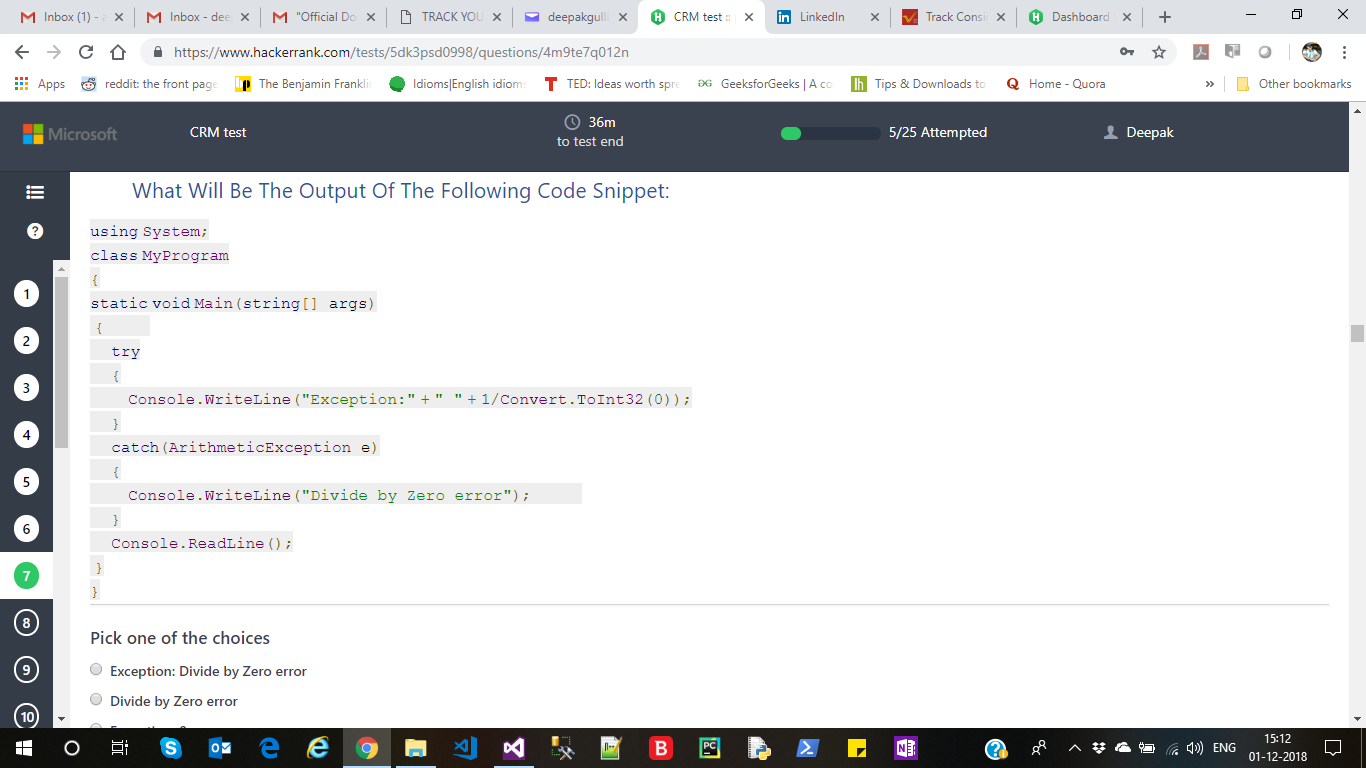 Inbox (1) - a
Inbox - dee
"Official Do
TRACK YOU
deepakgulli
CRM test :: 
LinkedIn
Track Consi
Dashboard
https://www.hackerrank.com/tests/5dk3psd0998/questions/4m9te7q012n
Apps
reddit: the front page
The Benjamin Franklin
Idioms|English idiom
TED: Ideas worth spre
GeeksforGeeks | A co
Tips & Downloads to
Home - Quora
»
Other bookmarks
Microsoft
CRM test
36m
to test end
5/25 Attempted
Deepak
What Will Be The Output Of The Following Code Snippet:
using System;
class MyProgram
{
static void Main(string[] args)
{
try
{
Console.WriteLine("Exception:" + " " + 1/Convert.ToInt32(0));
}
catch(ArithmeticException e)
{
Console.WriteLine("Divide by Zero error");
}
Console.ReadLine();
}
}
?
1
2
3
4
5
6
7
8
9
10
Pick one of the choices
Exception: Divide by Zero error
Divide by Zero error
ENG
15:12
01-12-2018